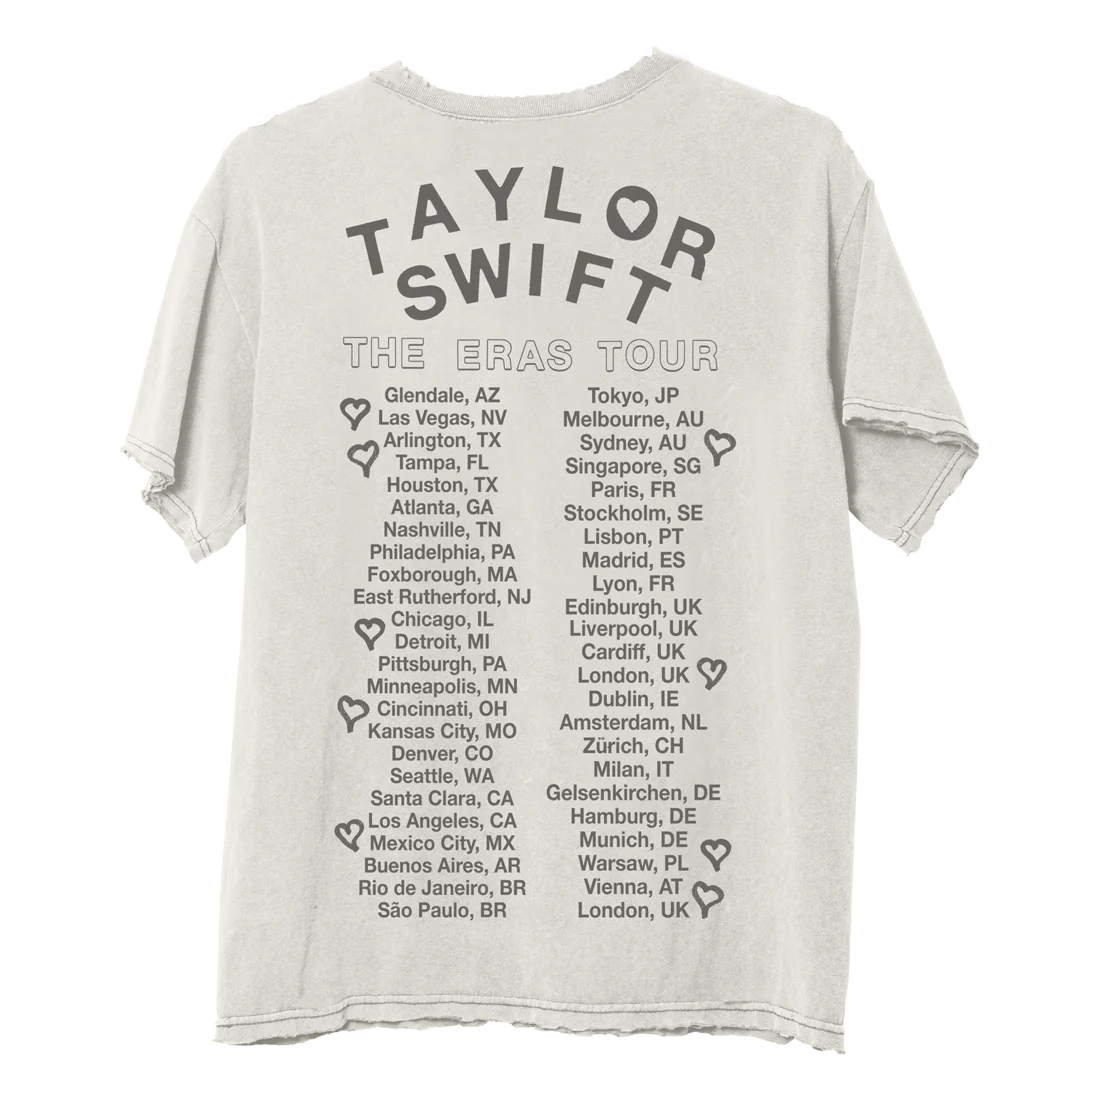 TAYLOR
SWIFT
THE ERAS TOUR
Glendale, AZ
Las Vegas, NV
Arlington, TX
Tampa, FL
Houston, TX
Atlanta, GA
Nashville, TN
Philadelphia, PA
Foxborough, MA
East Rutherford, NJ
Chicago, IL
Detroit, MI
Pittsburgh, PA
Minneapolis, MN
Cincinnati, OH
Kansas City, MO
Denver, CO
Seattle, WA
Santa Clara, CA
Los Angeles, CA
Mexico City, MX
Buenos Aires, AR
Rio de Janeiro, BR
São Paulo, BR
Tokyo, JP
Melbourne, AU
Sydney, AU
Singapore, SG
Paris, FR
Stockholm, SE
Lisbon, PT
Madrid, ES
Lyon, FR
Edinburgh, UK
Liverpool, UK
Cardiff, UK
London, UK
Dublin, IE
Amsterdam, NL
Zürich, CH
Milan, IT
Gelsenkirchen, DE
Hamburg, DE
Munich, DE
Warsaw, PL
Vienna, AT
London, UK